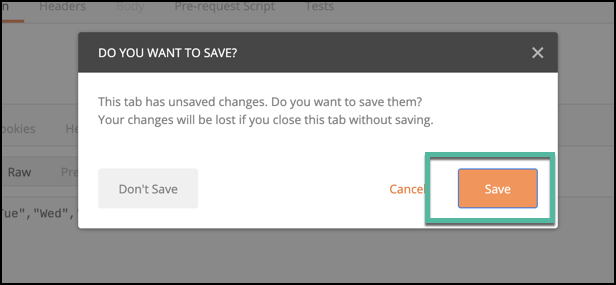 Headers Body Pre-request Script Tests
DO YOU WANT TO SAVE?
This tab has unsaved changes. Do you want to save them?
Your changes will be lost if you close this tab without saving.
Raw
Don't Save Cancel Save
"Wed",